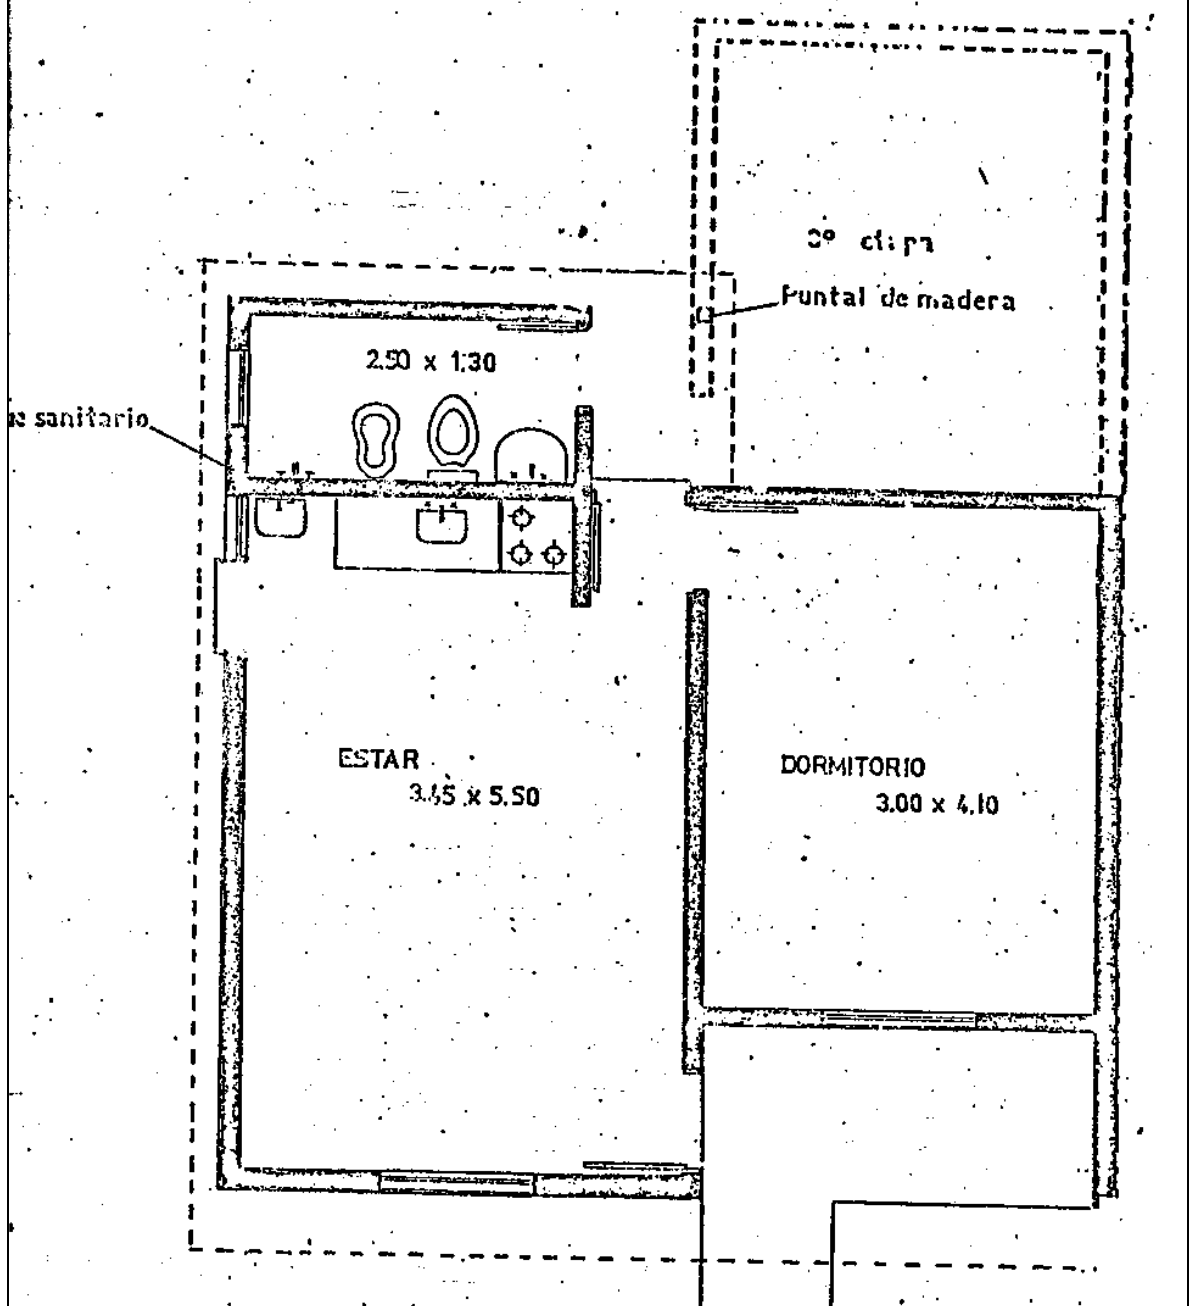 Puntal de madera
2.50 x 1.30
sanitario
ESTAR
3.45 x 5.50
DORMITORIO
3.00 x 4.10